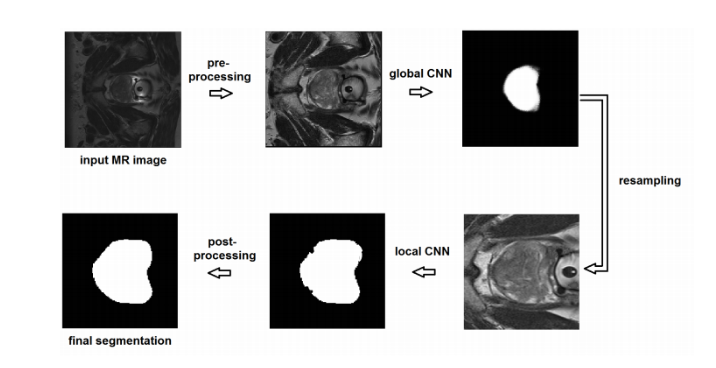 pre-
processing
global CNN
input MR image
resampling
local CNN
post-
processing
final segmentation